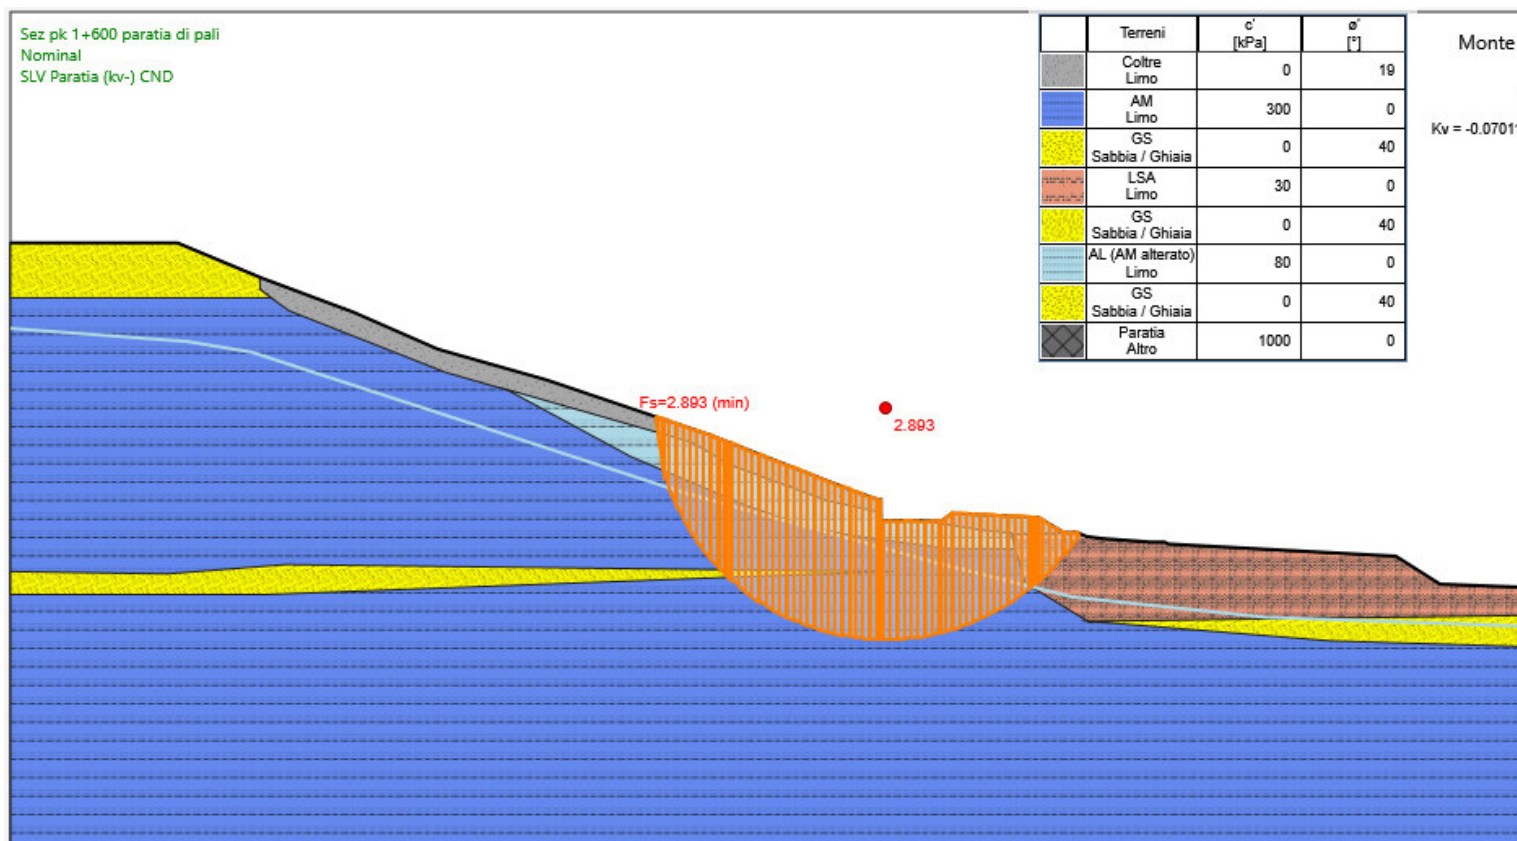 Sez pk 1+600 paratia di pali
Nominal
SLV Paratia (kv-) CND
Terreni c' ø'
[kPa] [°]
Coltre
Limo 0 19
AM
Limo 300 0
GS
Sabbia / Ghiaia 0 40
LSA
Limo 30 0
GS
Sabbia / Ghiaia 0 40
AL (AM alterato)
Limo 80 0
GS
Sabbia / Ghiaia 0 40
Paratia
Altro 1000 0
Monte
Kv = -0.0701
Fs=2.893 (min)
2.893